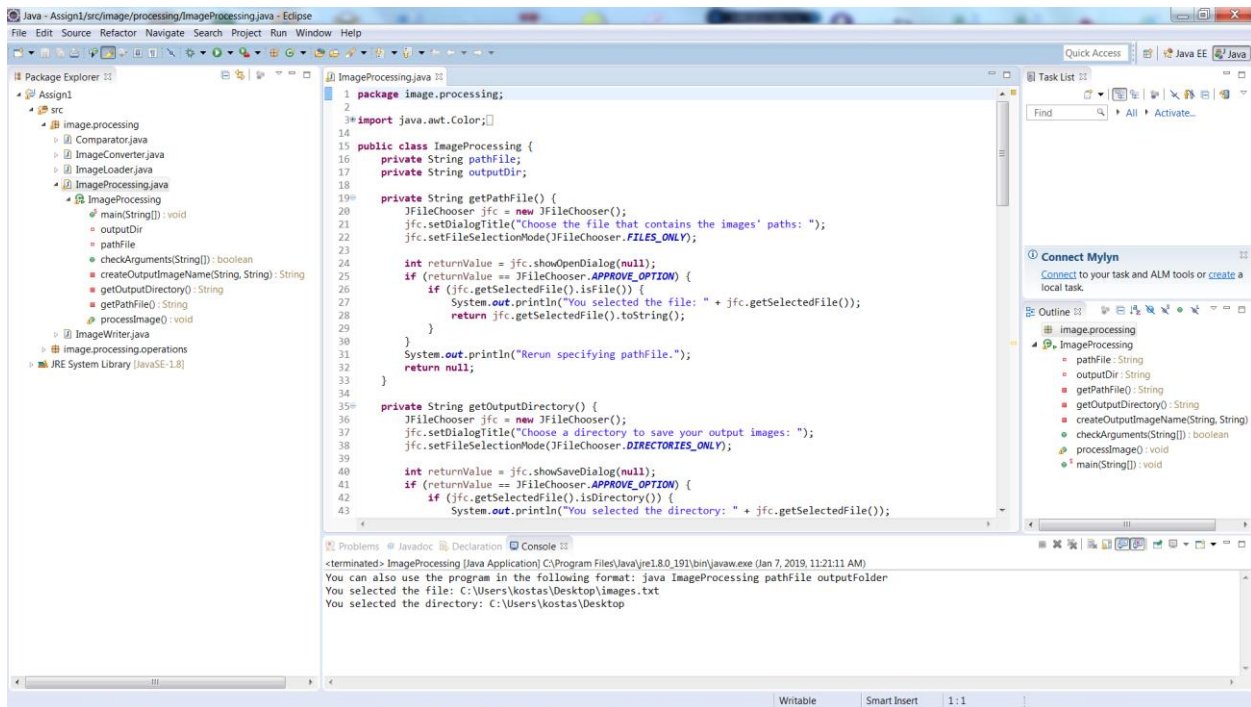 Java - Assign1/src/image/processing/ImageProcessing.java - Eclipse
File Edit Source Refactor Navigate Search Project Run Window Help
Quick Access Java EE Java
Package Explorer
Assign1
src
image.processing
Comparator.java
ImageConverter.java
ImageLoader.java
ImageProcessing.java
ImageProcessing
main(String[]) : void
outputDir
pathFile
checkArguments(String[]) : boolean
createOutputImageName(String, String) : String
getOutputDirectory() : String
getPathFile() : String
processImage() : void
ImageWriter.java
image.processing.operations
JRE System Library [JavaSE-1.8]
ImageProcessing.java
1 package image.processing;
2
3 import java.awt.Color;
14
15 public class ImageProcessing {
16 private String pathFile;
17 private String outputDir;
18
19 private String getPathFile() {
20 JFileChooser jfc = new JFileChooser();
21 jfc.setDialogTitle("Choose the file that contains the images' paths: ");
22 jfc.setFileSelectionMode(JFileChooser.FILES_ONLY);
23
24 int returnValue = jfc.showOpenDialog(null);
25 if (returnValue == JFileChooser.APPROVE_OPTION) {
26 if (jfc.getSelectedFile().isFile()) {
27 System.out.println("You selected the file: " + jfc.getSelectedFile());
28 return jfc.getSelectedFile().toString();
29 }
30 }
31 System.out.println("Rerun specifying pathFile.");
32 return null;
33 }
34
35 private String getOutputDirectory() {
36 JFileChooser jfc = new JFileChooser();
37 jfc.setDialogTitle("Choose a directory to save your output images: ");
38 jfc.setFileSelectionMode(JFileChooser.DIRECTORIES_ONLY);
39
40 int returnValue = jfc.showSaveDialog(null);
41 if (returnValue == JFileChooser.APPROVE_OPTION) {
42 if (jfc.getSelectedFile().isDirectory()) {
43 System.out.println("You selected the directory: " + jfc.getSelectedFile());
Task List
Find All Activate...
Connect Mylyn
Connect to your task and ALM tools or create a
local task.
Outline
image.processing
ImageProcessing
pathFile : String
outputDir : String
getPathFile() : String
getOutputDirectory() : String
createOutputImageName(String, String)
checkArguments(String[]) : boolean
processImage() : void
main(String[]) : void
Problems Javadoc Declaration Console
<terminated> ImageProcessing [Java Application] C:\Program Files\Java\jre1.8.0_191\bin\javaw.exe (Jan 7, 2019, 11:21:11 AM)
You can also use the program in the following format: java ImageProcessing pathFile outputFolder
You selected the file: C:\Users\kostas\Desktop\images.txt
You selected the directory: C:\Users\kostas\Desktop
Writable Smart Insert 1 : 1